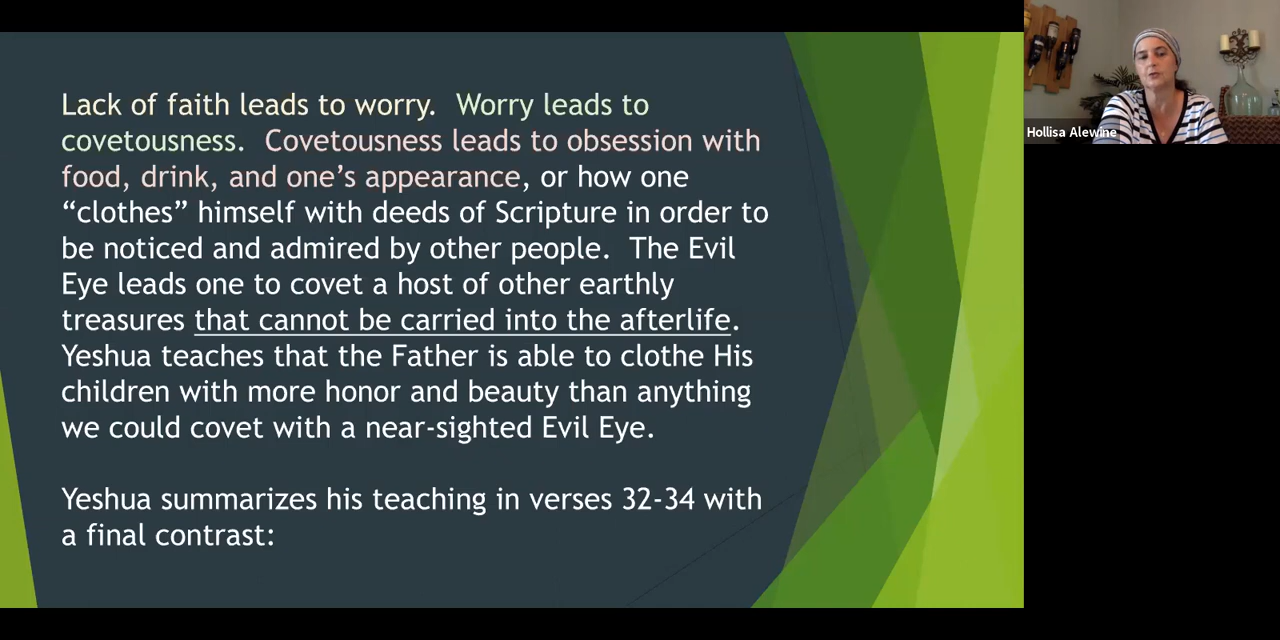 Lack of faith leads to worry.  Worry leads to
covetousness.  Covetousness leads to obsession with
food, drink, and one’s appearance, or how one
“clothes” himself with deeds of Scripture in order to
be noticed and admired by other people.  The Evil
Eye leads one to covet a host of other earthly
treasures that cannot be carried into the afterlife.
Yeshua teaches that the Father is able to clothe His
children with more honor and beauty than anything
we could covet with a near-sighted Evil Eye.
Yeshua summarizes his teaching in verses 32-34 with
a final contrast:
Hollisa Alewine